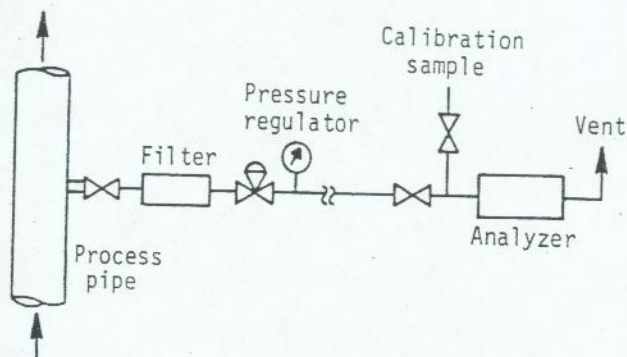 Calibration
sample
Pressure
regulator
Vent
Filter
Analyzer
Process
pipe